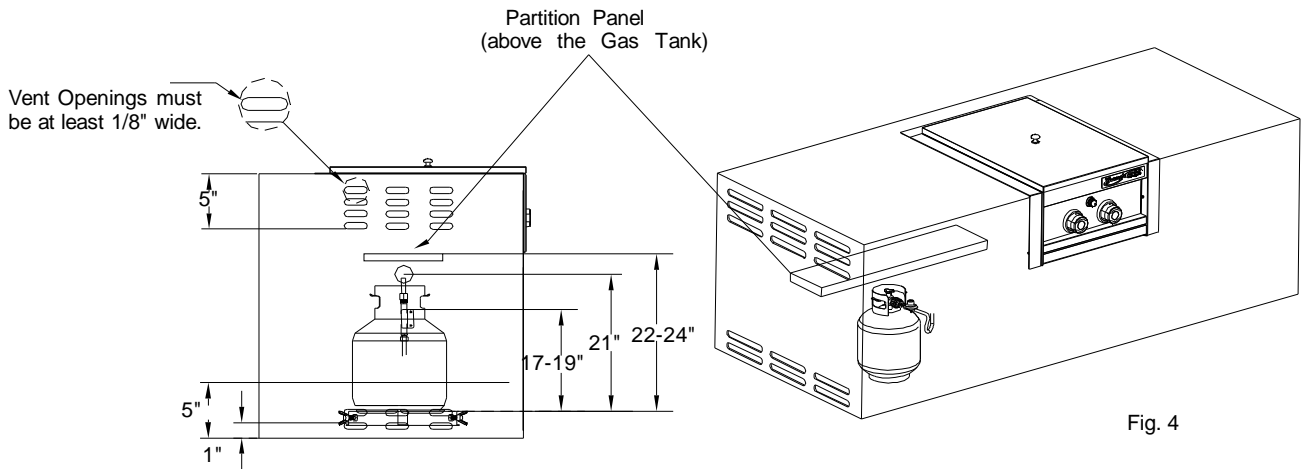 Partition Panel
(above the Gas Tank)
Vent Openings must
be at least 1/8" wide.
5"
22-24"
21"
17-19"
5"
1"
Fig. 4